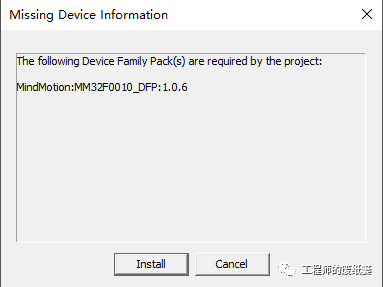 Missing Device Information
The following Device Family Pack(s) are required by the project:
MindMotion:MM32F0010_DFP:1.0.6
Install
Cancel
工程师的废纸篓